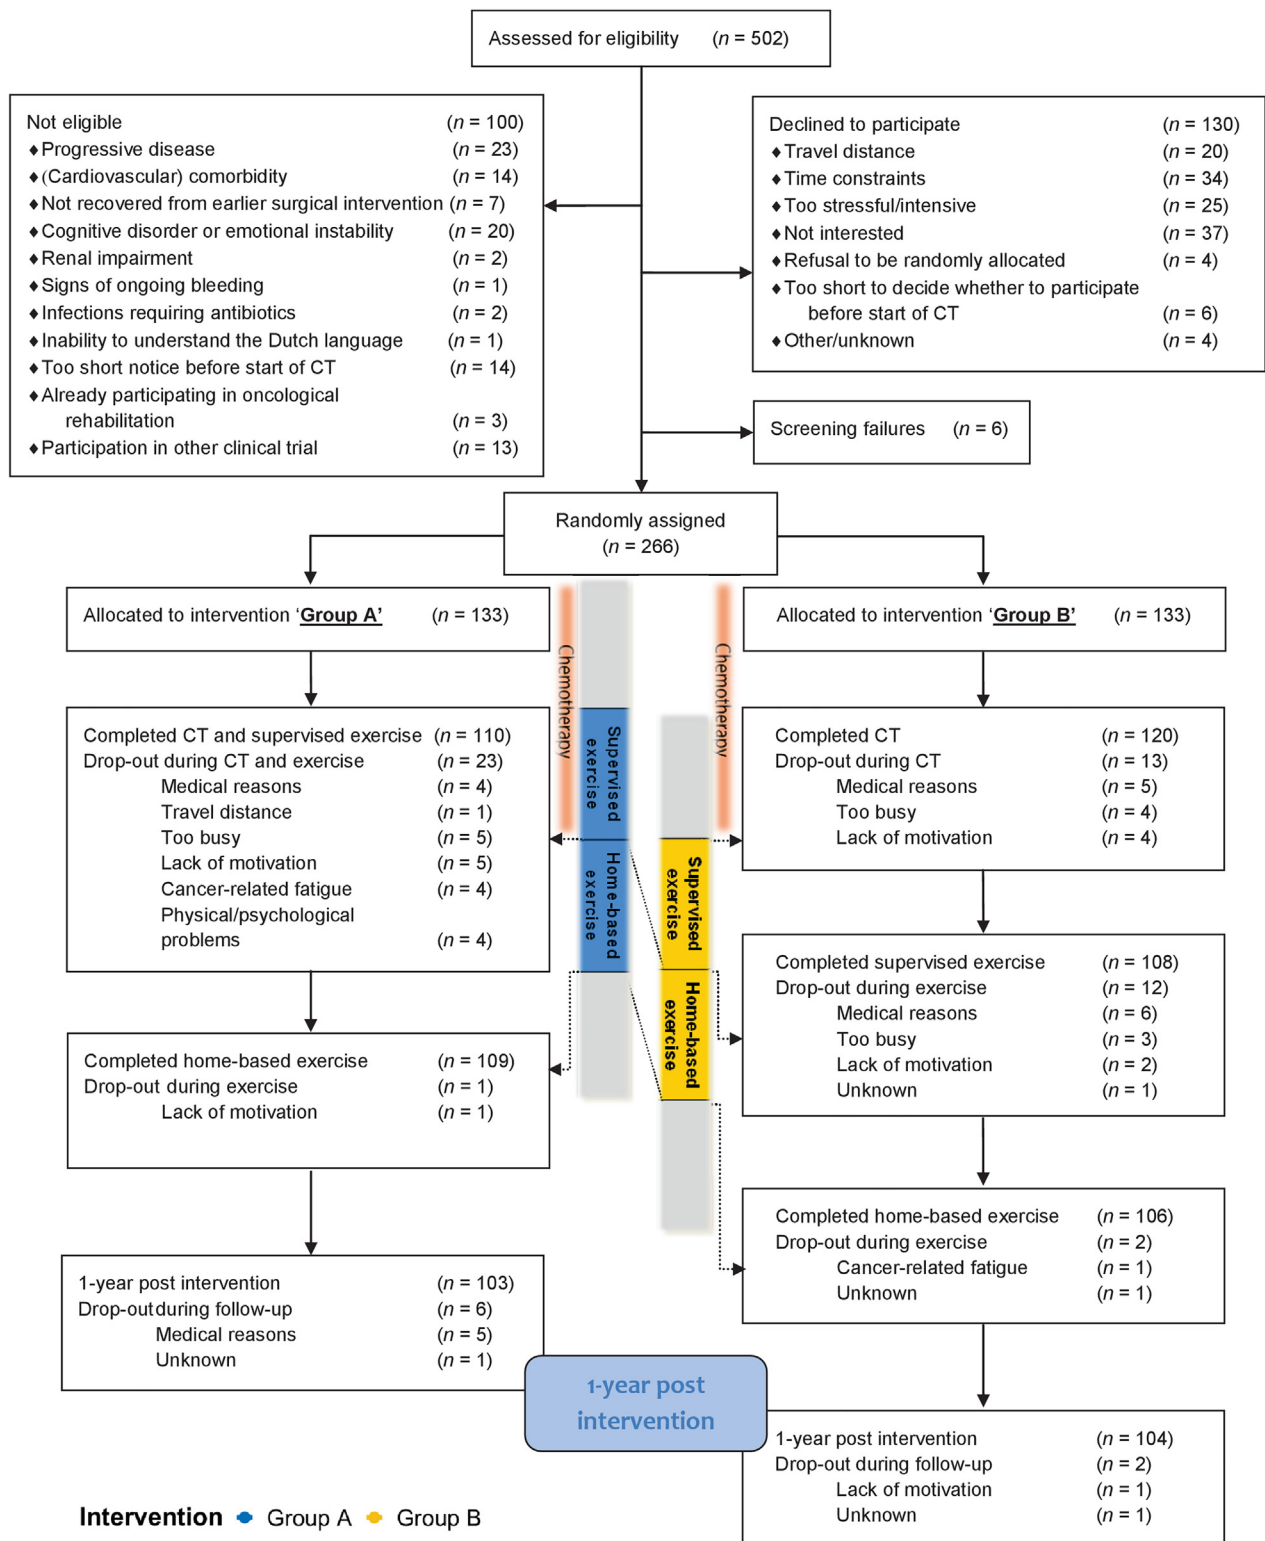 Assessed for eligibility (n = 502)
Not eligible (n = 100)
♦Progressive disease (n = 23)
♦(Cardiovascular) comorbidity (n = 14)
♦Not recovered from earlier surgical intervention (n = 7)
♦Cognitive disorder or emotional instability (n = 20)
♦Renal impairment (n = 2)
♦Signs of ongoing bleeding (n = 1)
♦Infections requiring antibiotics (n = 2)
♦Inability to understand the Dutch language (n = 1)
♦Too short notice before start of CT (n = 14)
♦Already participating in oncological
rehabilitation (n = 3)
♦Participation in other clinical trial (n = 13)
Declined to participate (n = 130)
♦Travel distance (n = 20)
♦Time constraints (n = 34)
♦Too stressful/intensive (n = 25)
♦Not interested (n = 37)
♦Refusal to be randomly allocated (n = 4)
♦Too short to decide whether to participate
before start of CT (n = 6)
♦Other/unknown (n = 4)
Screening failures (n = 6)
Randomly assigned
(n = 266)
Allocated to intervention ‘Group A’ (n = 133)
Completed CT and supervised exercise (n = 110)
Drop-out during CT and exercise (n = 23)
Medical reasons (n = 4)
Travel distance (n = 1)
Too busy (n = 5)
Lack of motivation (n = 5)
Cancer-related fatigue (n = 4)
Physical/psychological
problems (n = 4)
Completed home-based exercise (n = 109)
Drop-out during exercise (n = 1)
Lack of motivation (n = 1)
1-year post intervention (n = 103)
Drop-out during follow-up (n = 6)
Medical reasons (n = 5)
Unknown (n = 1)
Chemotherapy
Supervised
exercise
Home-based
exercise
Chemotherapy
Supervised
exercise
Home-based
exercise
Allocated to intervention ‘Group B’ (n = 133)
Completed CT (n = 120)
Drop-out during CT (n = 13)
Medical reasons (n = 5)
Too busy (n = 4)
Lack of motivation (n = 4)
Completed supervised exercise (n = 108)
Drop-out during exercise (n = 12)
Medical reasons (n = 6)
Too busy (n = 3)
Lack of motivation (n = 2)
Unknown (n = 1)
Completed home-based exercise (n = 106)
Drop-out during exercise (n = 2)
Cancer-related fatigue (n = 1)
Unknown (n = 1)
1-year post
intervention
1-year post intervention (n = 104)
Drop-out during follow-up (n = 2)
Lack of motivation (n = 1)
Unknown (n = 1)
Intervention Group A Group B